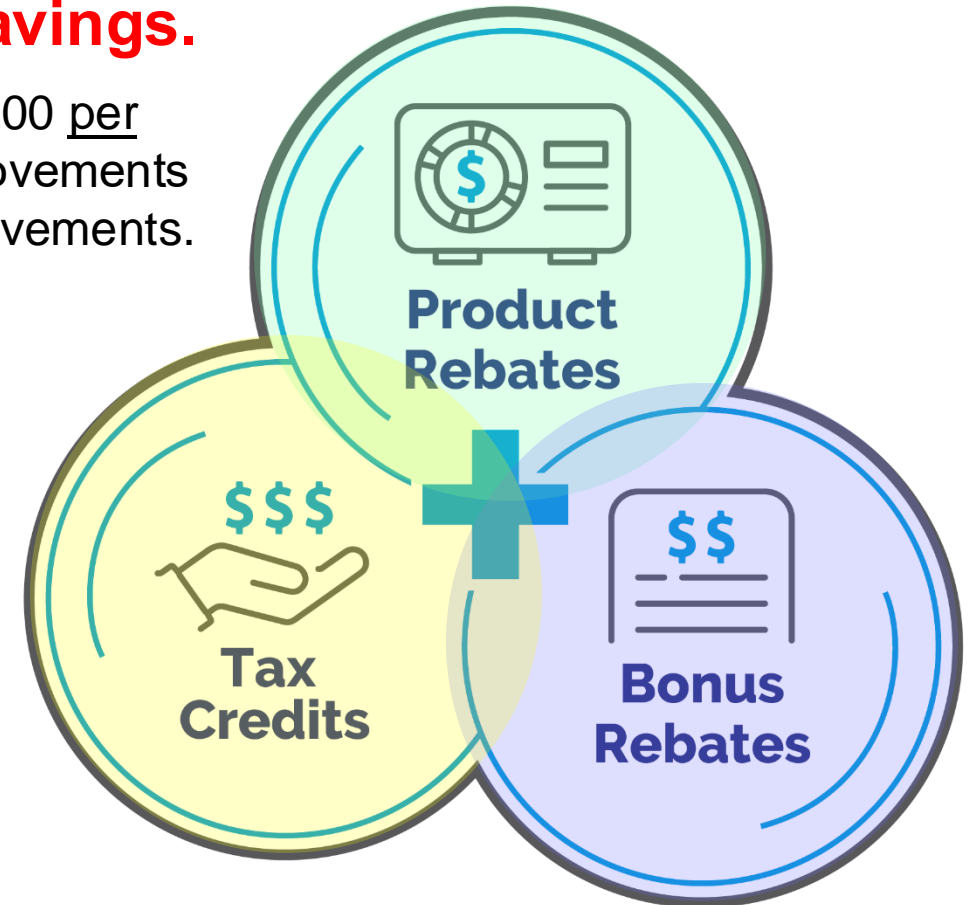 avings.
00 per
ovements
vements.
$
Product
Rebates
$$$
Tax
Credits
$$
Bonus
Rebates